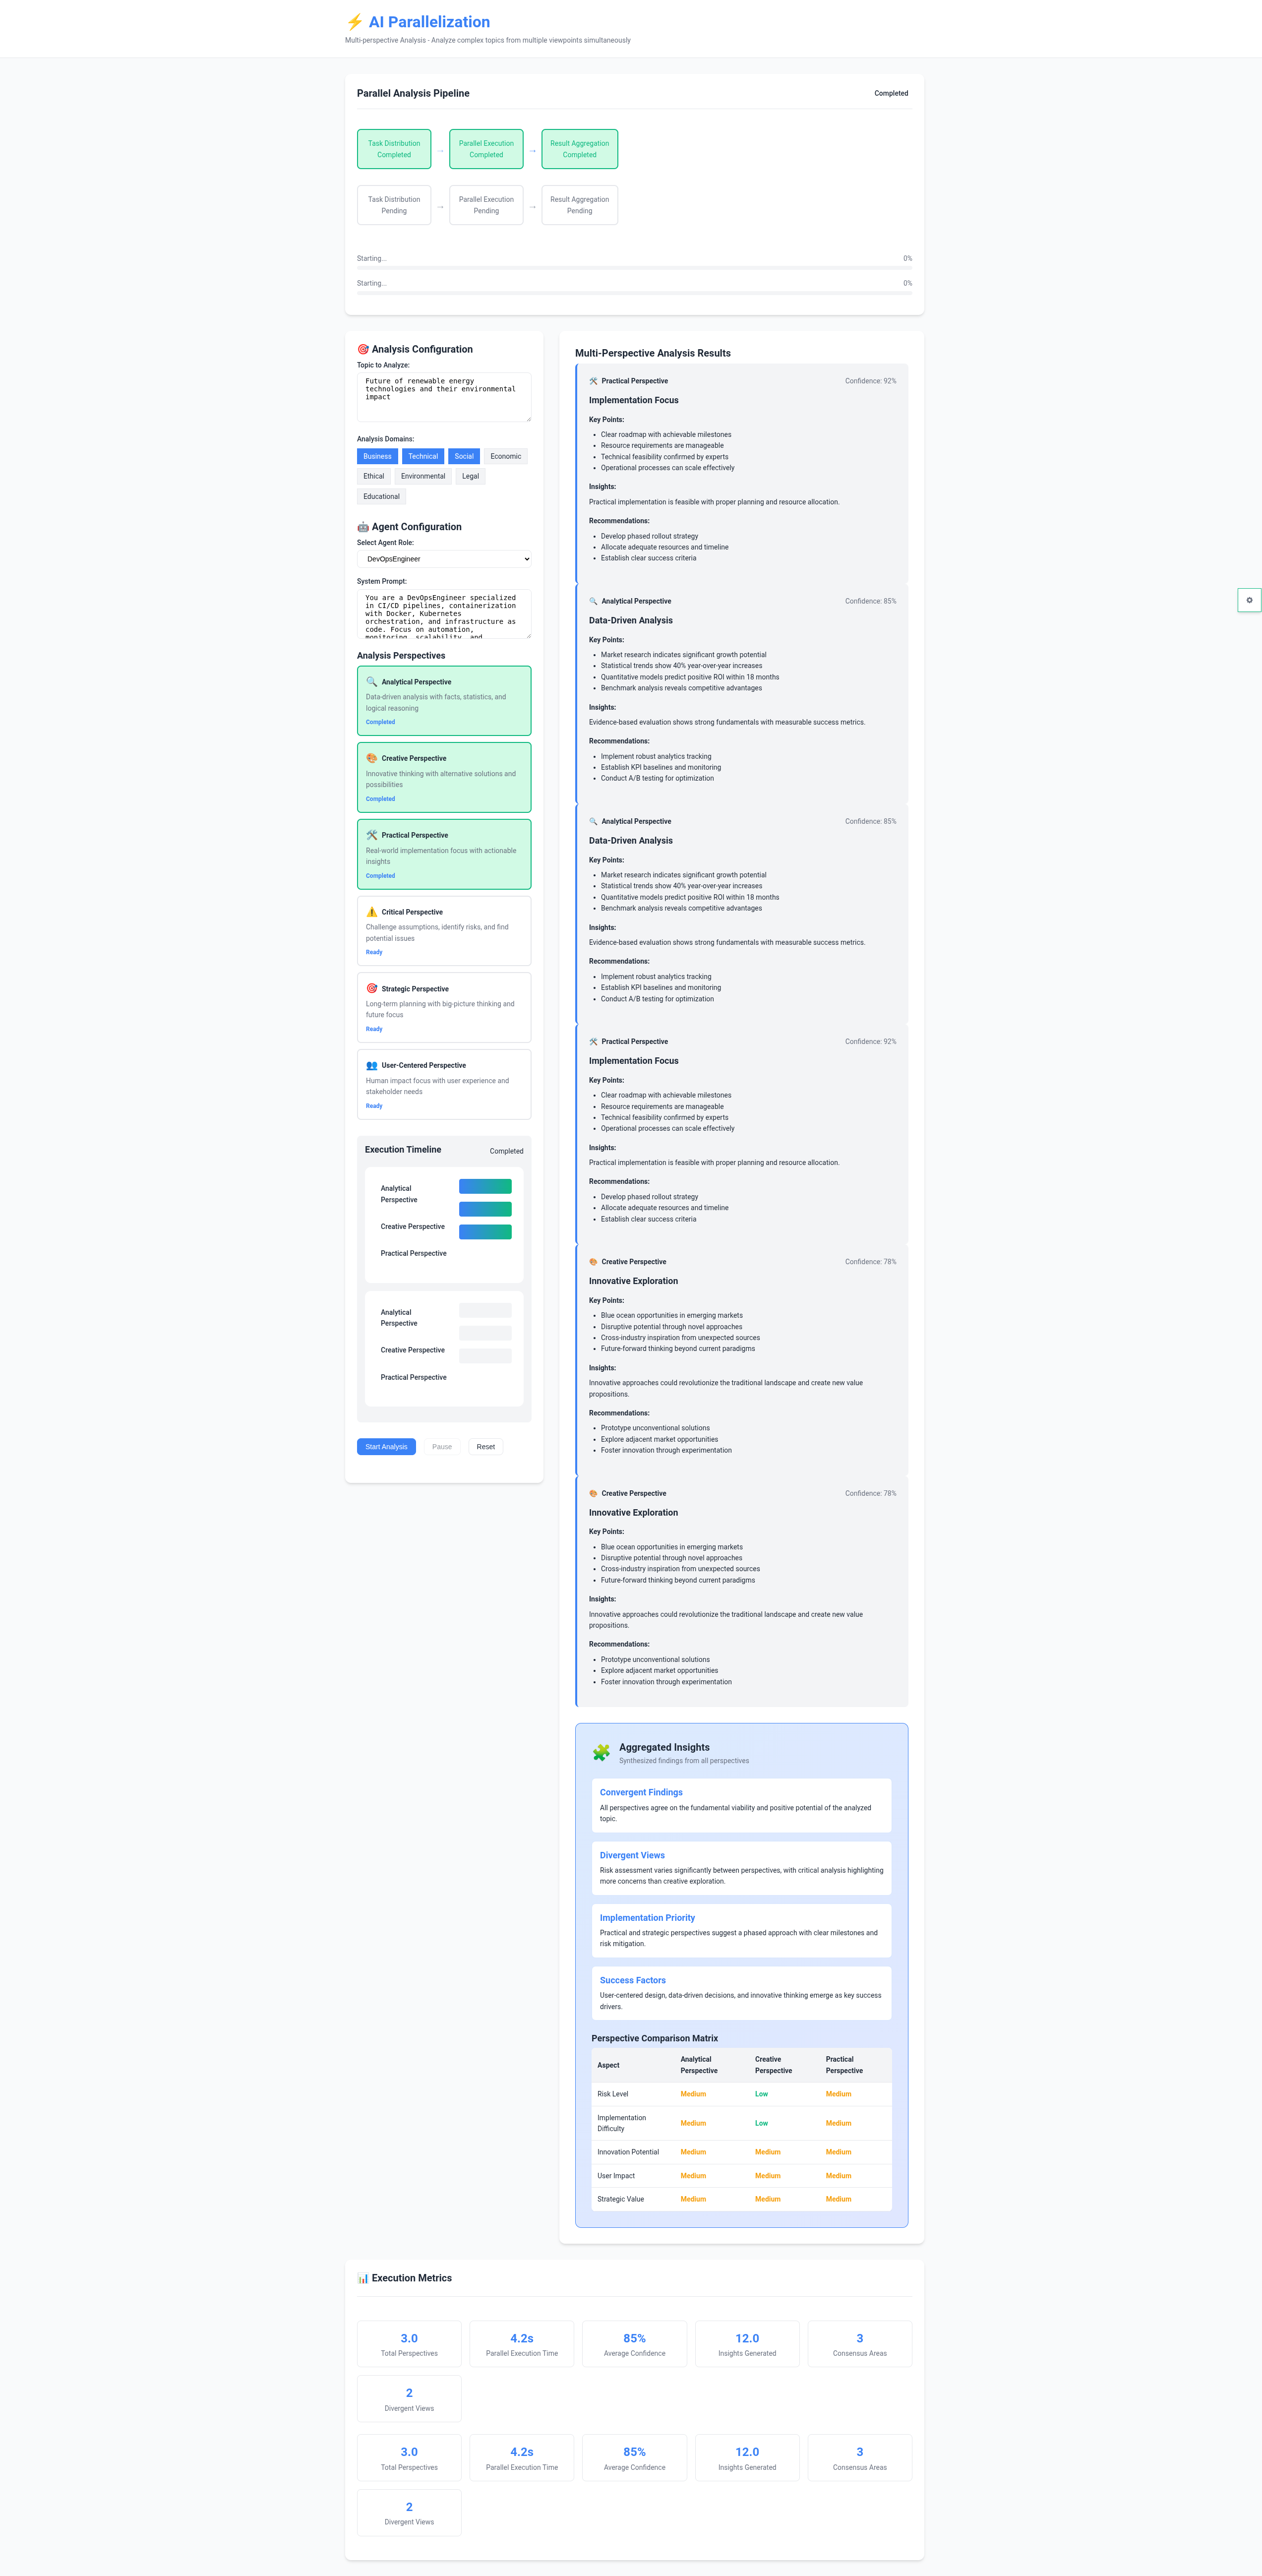 ⚡ AI Parallelization
Multi-perspective Analysis - Analyze complex topics from multiple viewpoints simultaneously
Parallel Analysis Pipeline
Completed
Task Distribution
Completed
→
Parallel Execution
Completed
→
Result Aggregation
Completed
Task Distribution
Pending
→
Parallel Execution
Pending
→
Result Aggregation
Pending
Starting...
0%
Starting...
0%
🎯 Analysis Configuration
Topic to Analyze:
Future of renewable energy
technologies and their environmental
impact
Analysis Domains:
Business Technical Social Economic
Ethical Environmental Legal
Educational
🤖 Agent Configuration
Select Agent Role:
DevOpsEngineer
System Prompt:
You are a DevOpsEngineer specialized
in CI/CD pipelines, containerization
with Docker, Kubernetes
orchestration, and infrastructure as
code. Focus on automation,
monitoring, scalability, and
Analysis Perspectives
🔍 Analytical Perspective
Data-driven analysis with facts, statistics, and
logical reasoning
Completed
🎨 Creative Perspective
Innovative thinking with alternative solutions and
possibilities
Completed
🛠️ Practical Perspective
Real-world implementation focus with actionable
insights
Completed
⚠️ Critical Perspective
Challenge assumptions, identify risks, and find
potential issues
Ready
🎯 Strategic Perspective
Long-term planning with big-picture thinking and
future focus
Ready
👥 User-Centered Perspective
Human impact focus with user experience and
stakeholder needs
Ready
Execution Timeline
Completed
Analytical
Perspective
Creative Perspective
Practical Perspective
Analytical
Perspective
Creative Perspective
Practical Perspective
Start Analysis
Pause
Reset
Multi-Perspective Analysis Results
🛠️ Practical Perspective
Confidence: 92%
Implementation Focus
Key Points:
• Clear roadmap with achievable milestones
• Resource requirements are manageable
• Technical feasibility confirmed by experts
• Operational processes can scale effectively
Insights:
Practical implementation is feasible with proper planning and resource allocation.
Recommendations:
• Develop phased rollout strategy
• Allocate adequate resources and timeline
• Establish clear success criteria
🔍 Analytical Perspective
Confidence: 85%
Data-Driven Analysis
Key Points:
• Market research indicates significant growth potential
• Statistical trends show 40% year-over-year increases
• Quantitative models predict positive ROI within 18 months
• Benchmark analysis reveals competitive advantages
Insights:
Evidence-based evaluation shows strong fundamentals with measurable success metrics.
Recommendations:
• Implement robust analytics tracking
• Establish KPI baselines and monitoring
• Conduct A/B testing for optimization
🔍 Analytical Perspective
Confidence: 85%
Data-Driven Analysis
Key Points:
• Market research indicates significant growth potential
• Statistical trends show 40% year-over-year increases
• Quantitative models predict positive ROI within 18 months
• Benchmark analysis reveals competitive advantages
Insights:
Evidence-based evaluation shows strong fundamentals with measurable success metrics.
Recommendations:
• Implement robust analytics tracking
• Establish KPI baselines and monitoring
• Conduct A/B testing for optimization
🛠️ Practical Perspective
Confidence: 92%
Implementation Focus
Key Points:
• Clear roadmap with achievable milestones
• Resource requirements are manageable
• Technical feasibility confirmed by experts
• Operational processes can scale effectively
Insights:
Practical implementation is feasible with proper planning and resource allocation.
Recommendations:
• Develop phased rollout strategy
• Allocate adequate resources and timeline
• Establish clear success criteria
🎨 Creative Perspective
Confidence: 78%
Innovative Exploration
Key Points:
• Blue ocean opportunities in emerging markets
• Disruptive potential through novel approaches
• Cross-industry inspiration from unexpected sources
• Future-forward thinking beyond current paradigms
Insights:
Innovative approaches could revolutionize the traditional landscape and create new value
propositions.
Recommendations:
• Prototype unconventional solutions
• Explore adjacent market opportunities
• Foster innovation through experimentation
🎨 Creative Perspective
Confidence: 78%
Innovative Exploration
Key Points:
• Blue ocean opportunities in emerging markets
• Disruptive potential through novel approaches
• Cross-industry inspiration from unexpected sources
• Future-forward thinking beyond current paradigms
Insights:
Innovative approaches could revolutionize the traditional landscape and create new value
propositions.
Recommendations:
• Prototype unconventional solutions
• Explore adjacent market opportunities
• Foster innovation through experimentation
🧩 Aggregated Insights
Synthesized findings from all perspectives
Convergent Findings
All perspectives agree on the fundamental viability and positive potential of the analyzed
topic.
Divergent Views
Risk assessment varies significantly between perspectives, with critical analysis highlighting
more concerns than creative exploration.
Implementation Priority
Practical and strategic perspectives suggest a phased approach with clear milestones and
risk mitigation.
Success Factors
User-centered design, data-driven decisions, and innovative thinking emerge as key success
drivers.
Perspective Comparison Matrix
Aspect
Analytical
Perspective
Creative
Perspective
Practical
Perspective
Risk Level Medium Low Medium
Implementation
Difficulty
Medium Low Medium
Innovation Potential Medium Medium Medium
User Impact Medium Medium Medium
Strategic Value Medium Medium Medium
📊 Execution Metrics
3.0
Total Perspectives
4.2s
Parallel Execution Time
85%
Average Confidence
12.0
Insights Generated
3
Consensus Areas
2
Divergent Views
3.0
Total Perspectives
4.2s
Parallel Execution Time
85%
Average Confidence
12.0
Insights Generated
3
Consensus Areas
2
Divergent Views